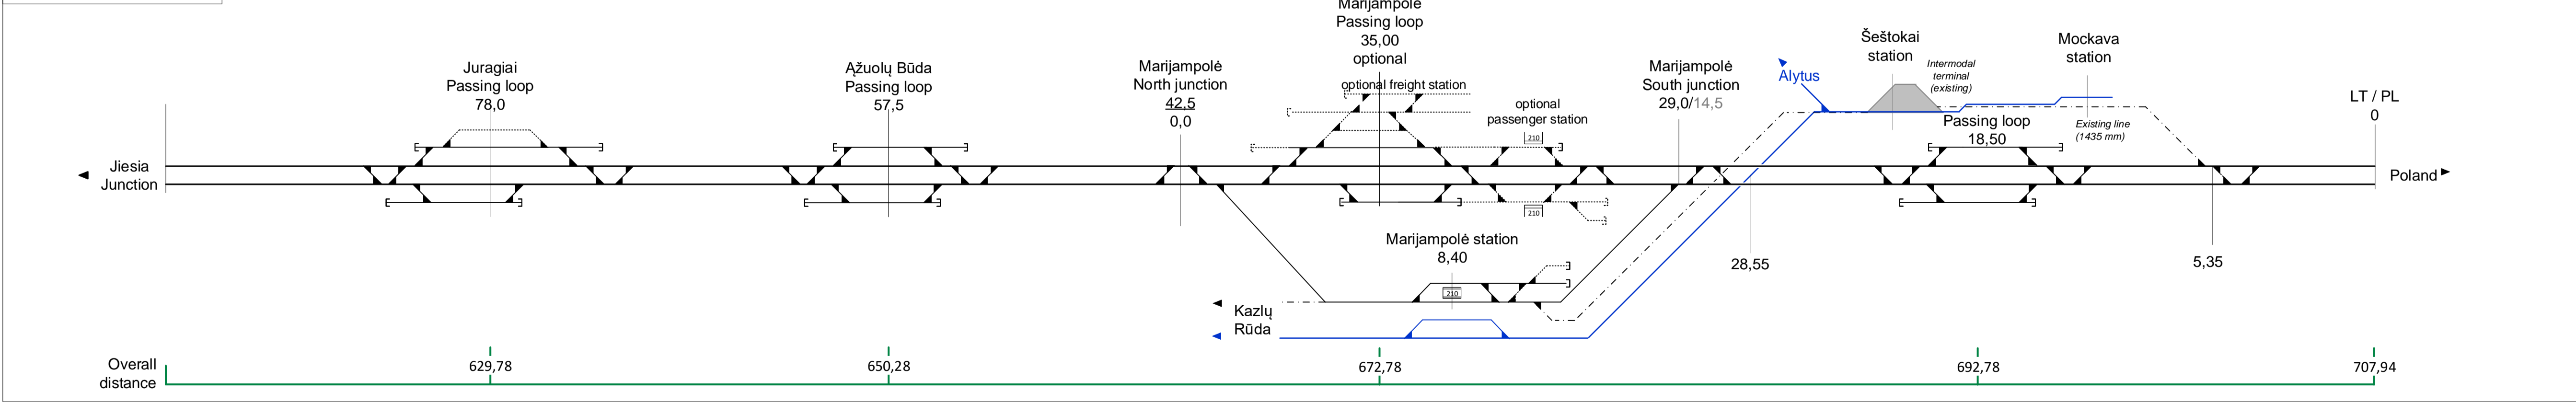 Marijampolė
Passing loop
35,00
optional
Juragiai
Passing loop
78,0
Ąžuolų Būda
Passing loop
57,5
Marijampolė
North junction
42,5
0,0
optional freight station
optional
passenger station
210
210
Marijampolė
South junction
29,0/14,5
Alytus
Šeštokai
station
Intermodal
terminal
(existing)
Mockava
station
Passing loop
18,50
Existing line
(1435 mm)
LT / PL
0
Jiesia
Junction
Poland
Marijampolė station
8,40
210
28,55
5,35
Kazlų
Rūda
Overall
distance
629,78
650,28
672,78
692,78
707,94